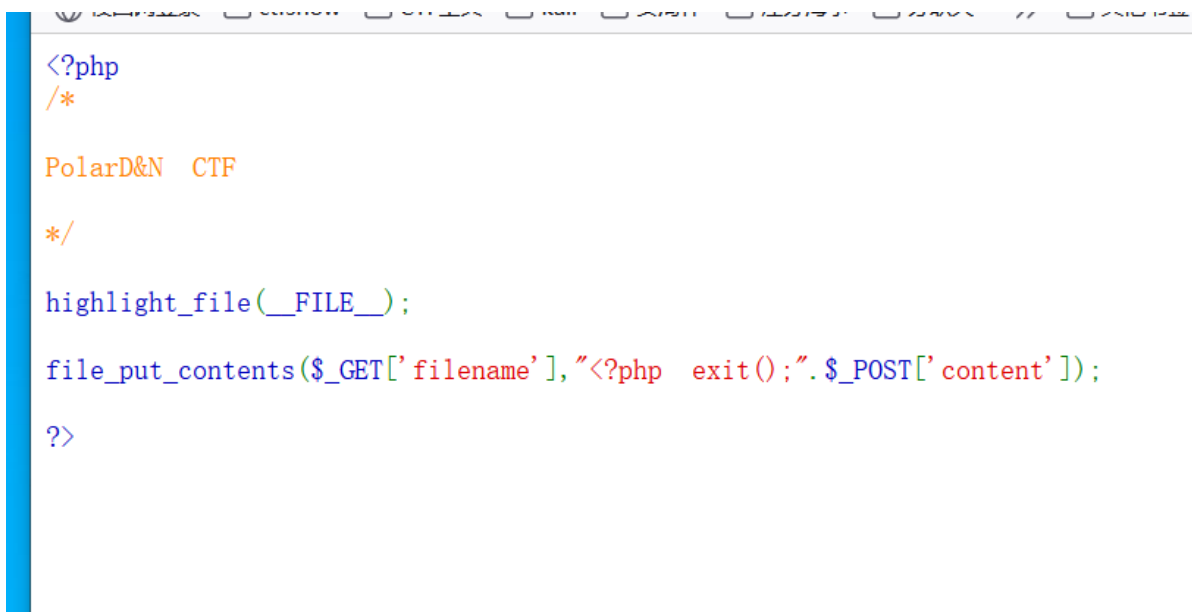 <?php
/*
PolarD&N  CTF
*/
highlight_file(__FILE__);
file_put_contents($_GET['filename'],"<?php  exit();".$_POST['content']);
?>